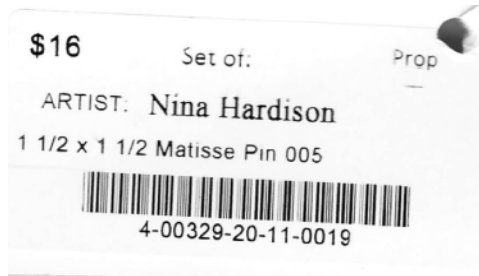 $16 Set of: Prop
ARTIST: Nina Hardison
1 1/2 x 1 1/2 Matisse Pin 005
4-00329-20-11-0019